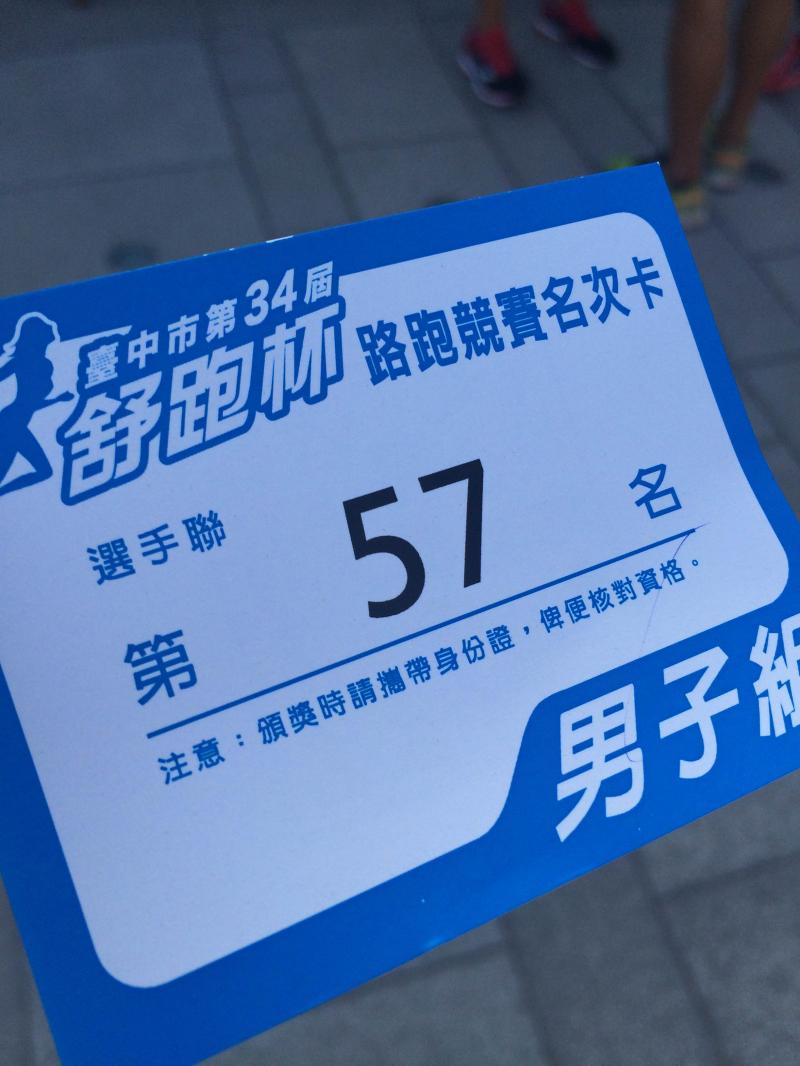 臺中市第34屆
舒跑杯 路跑競賽名次卡
選手聯
第 57 名
注意：頒獎時請攜帶身份證，俾便核對資格。
男子組